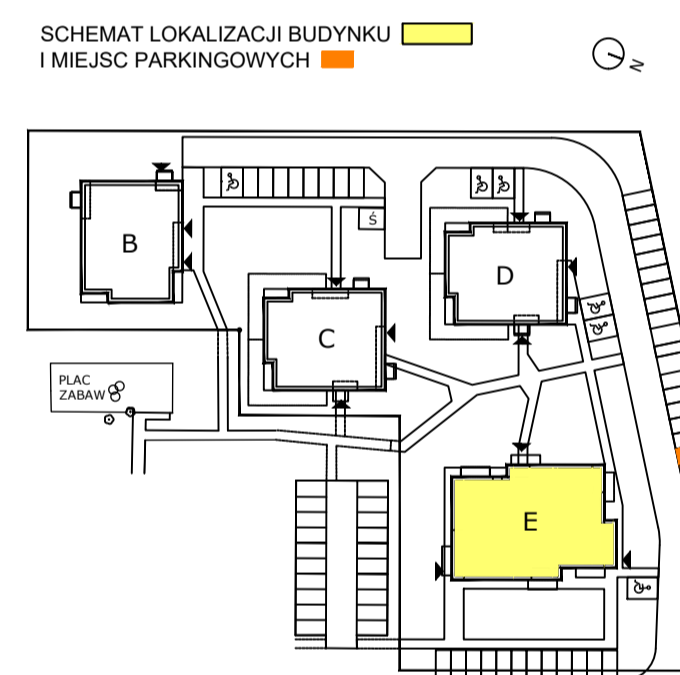 SCHEMAT LOKALIZACJI BUDYNKU
I MIEJSC PARKINGOWYCH
N
B
Ś
D
C
PLAC
ZABAW
E